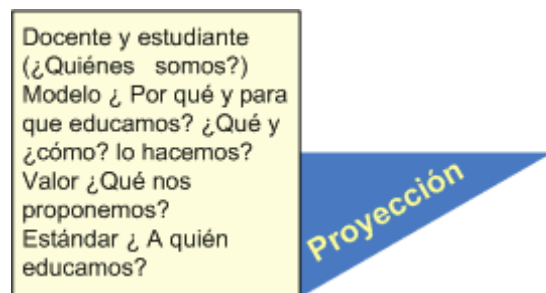 Docente y estudiante
(¿Quiénes somos?)
Modelo ¿ Por qué y para
que educamos? ¿Qué y
¿cómo? lo hacemos?
Valor ¿Qué nos
proponemos?
Estándar ¿ A quién
educamos?
Proyección